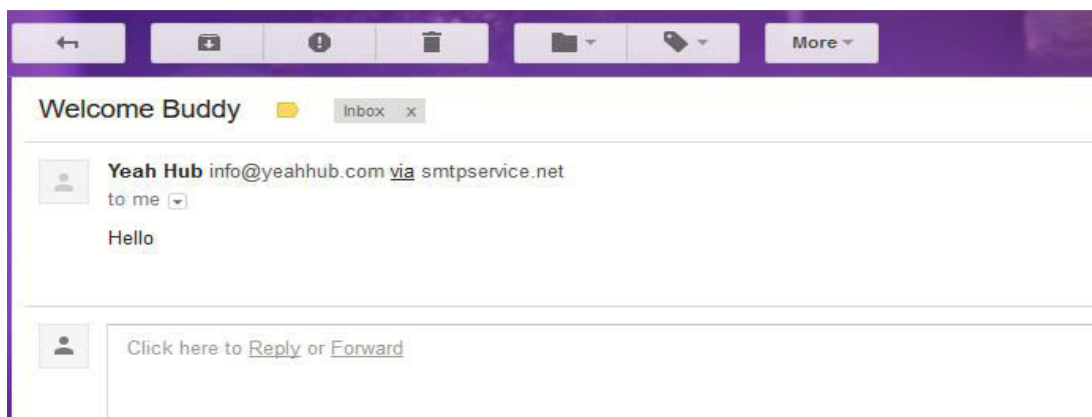 More
Welcome Buddy Inbox x
Yeah Hub info@yeahhub.com via smtpservice.net
to me
Hello
Click here to Reply or Forward